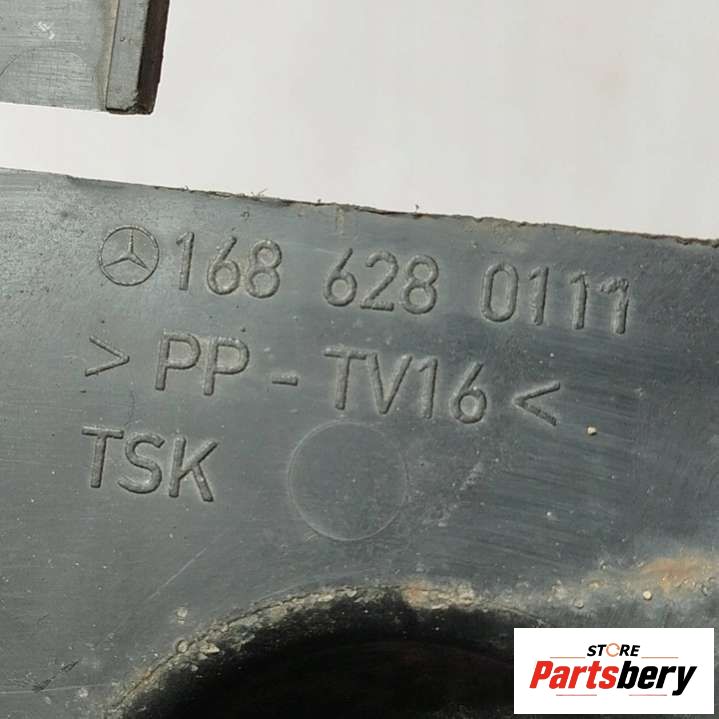 168 628 0111
> PP - TV16 <
TSK
STORE
Partsbery